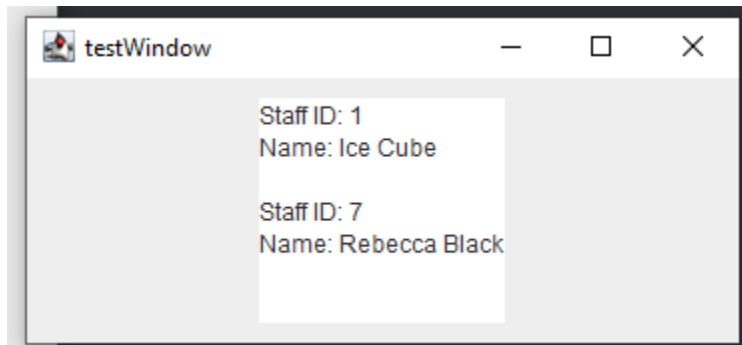 testWindow
Staff ID: 1
Name: Ice Cube
Staff ID: 7
Name: Rebecca Black